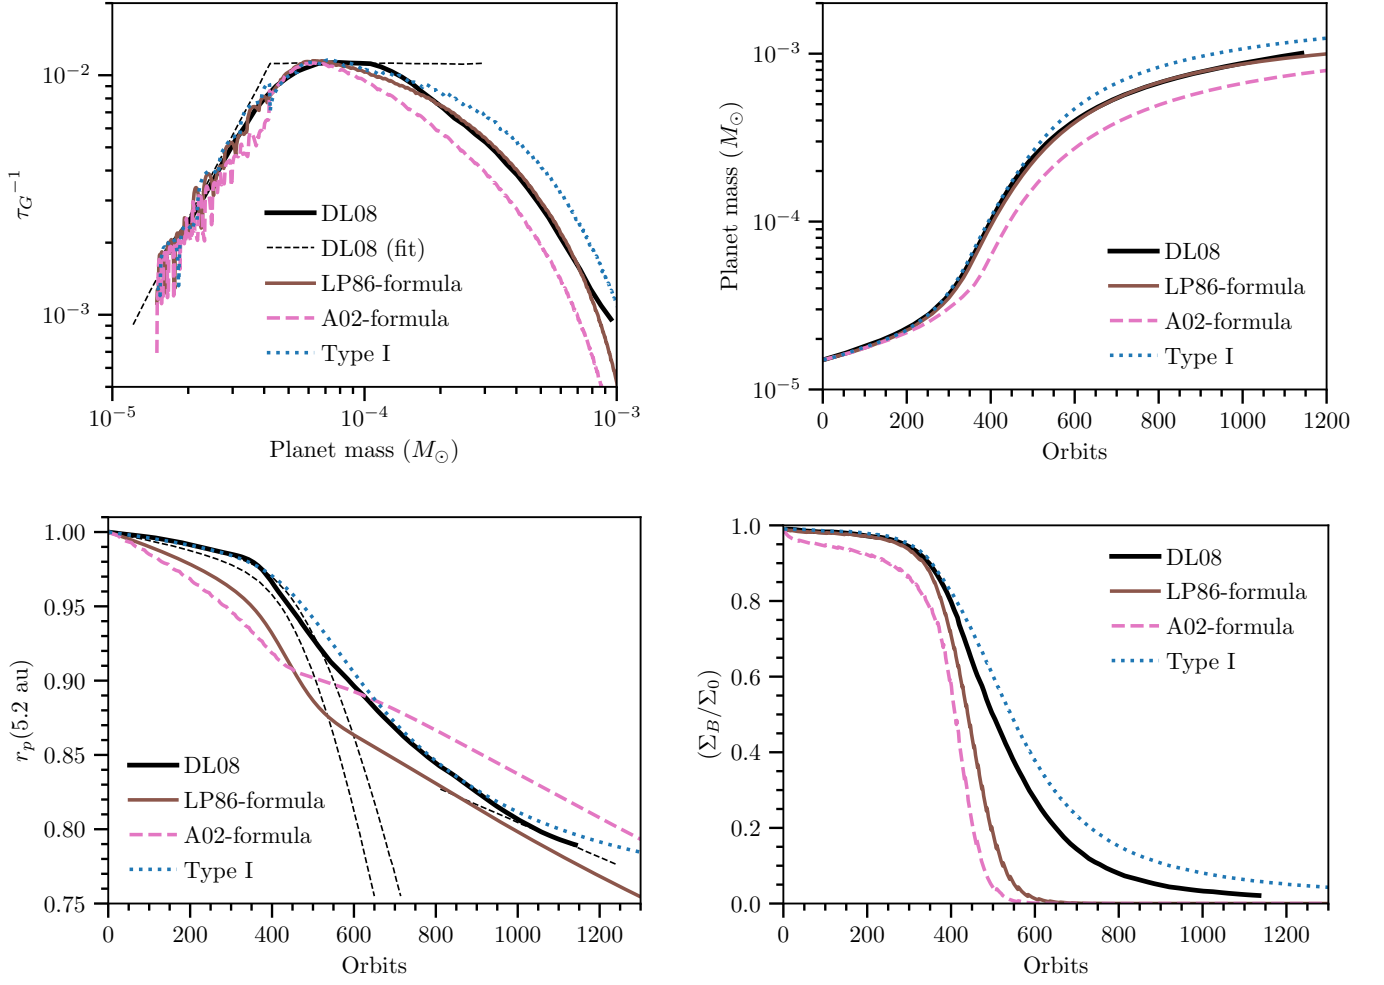 10⁻²
10⁻³
τ_G⁻¹
DL08
DL08 (fit)
LP86-formula
A02-formula
Type I
10⁻⁵
10⁻⁴
10⁻³
Planet mass (M☉)
10⁻³
10⁻⁴
10⁻⁵
Planet mass (M☉)
DL08
LP86-formula
A02-formula
Type I
0 200 400 600 800 1000 1200
Orbits
1.00
0.95
0.90
0.85
0.80
0.75
r_p(5.2 au)
DL08
LP86-formula
A02-formula
Type I
0 200 400 600 800 1000 1200
Orbits
1.0
0.8
0.6
0.4
0.2
0.0
(Σ_B/Σ_0)
DL08
LP86-formula
A02-formula
Type I
0 200 400 600 800 1000 1200
Orbits